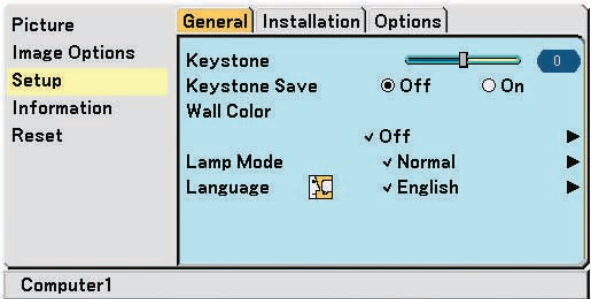 Picture
Image Options
Setup
Information
Reset
General Installation Options
Keystone 0
Keystone Save Off On
Wall Color
✓ Off
Lamp Mode ✓ Normal
Language ✓ English
Computer1